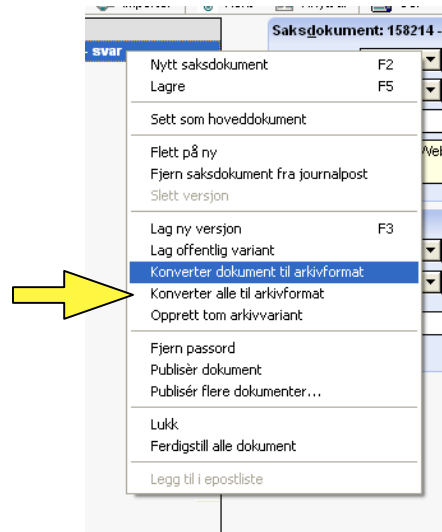 Saksdokument: 158214 -
- svar
Nytt saksdokument F2
Lagre F5
Sett som hoveddokument
Flett på ny
Fjern saksdokument fra journalpost
Slett versjon
Lag ny versjon F3
Lag offentlig variant
Konverter dokument til arkivformat
Konverter alle til arkivformat
Opprett tom arkivvariant
Fjern passord
Publisèr dokument
Publisér flere dokumenter...
Lukk
Ferdigstill alle dokument
Legg til i epostliste